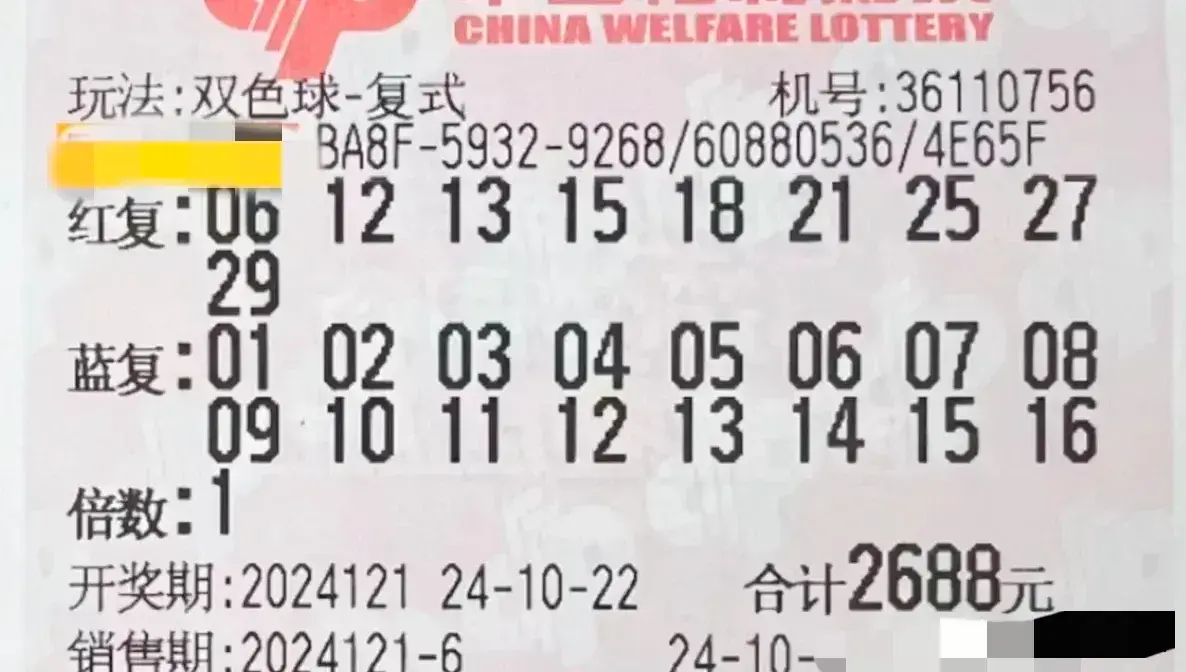 CHINA WELFARE LOTTERY
玩法:双色球-复式 机号:36110756
BA8F-5932-9268/60880536/4E65F
红复:06 12 13 15 18 21 25 27
29
蓝复:01 02 03 04 05 06 07 08
09 10 11 12 13 14 15 16
倍数:1
开奖期:2024121 24-10-22 合计2688元
销售期:2024121-6 24-10-